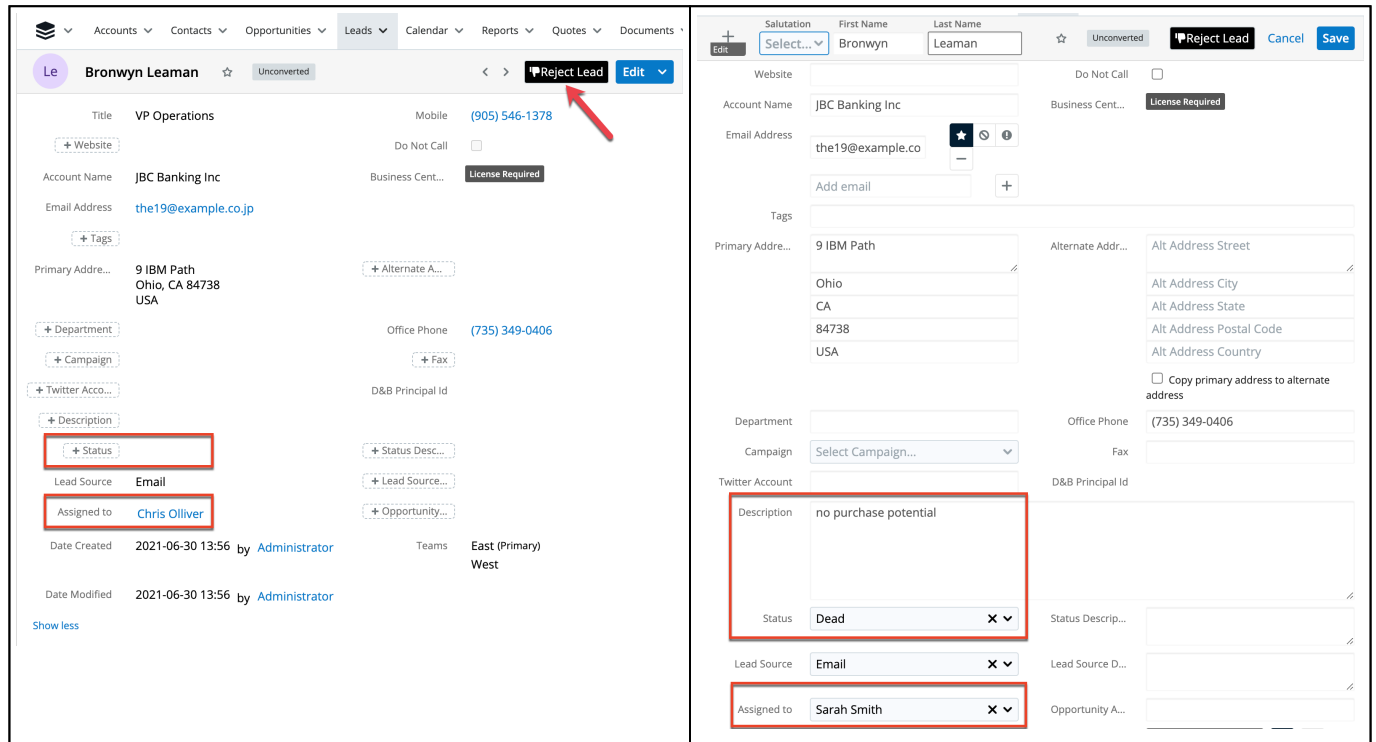 Accounts Contacts Opportunities Leads Calendar Reports Quotes Documents
Le Bronwyn Leaman Unconverted Reject Lead Edit
Title VP Operations Mobile (905) 546-1378
+ Website Do Not Call
Account Name JBC Banking Inc Business Cent... License Required
Email Address the19@example.co.jp
+ Tags
Primary Addre... 9 IBM Path + Alternate A...
Ohio, CA 84738
USA
+ Department Office Phone (735) 349-0406
+ Campaign + Fax
+ Twitter Acco... D&B Principal Id
+ Description
+ Status + Status Desc...
Lead Source Email + Lead Source...
Assigned to Chris Olliver + Opportunity...
Date Created 2021-06-30 13:56 by Administrator Teams East (Primary)
West
Date Modified 2021-06-30 13:56 by Administrator
Show less
Salutation First Name Last Name
Edit Select... Bronwyn Leaman Unconverted Reject Lead Cancel Save
Website Do Not Call
Account Name JBC Banking Inc Business Cent... License Required
Email Address the19@example.co
Add email
Tags
Primary Addre... 9 IBM Path Alternate Addr... Alt Address Street
Ohio Alt Address City
CA Alt Address State
84738 Alt Address Postal Code
USA Alt Address Country
Copy primary address to alternate
address
Department Office Phone (735) 349-0406
Campaign Select Campaign... Fax
Twitter Account D&B Principal Id
Description no purchase potential
Status Dead Status Descrip...
Lead Source Email Lead Source D...
Assigned to Sarah Smith Opportunity A...